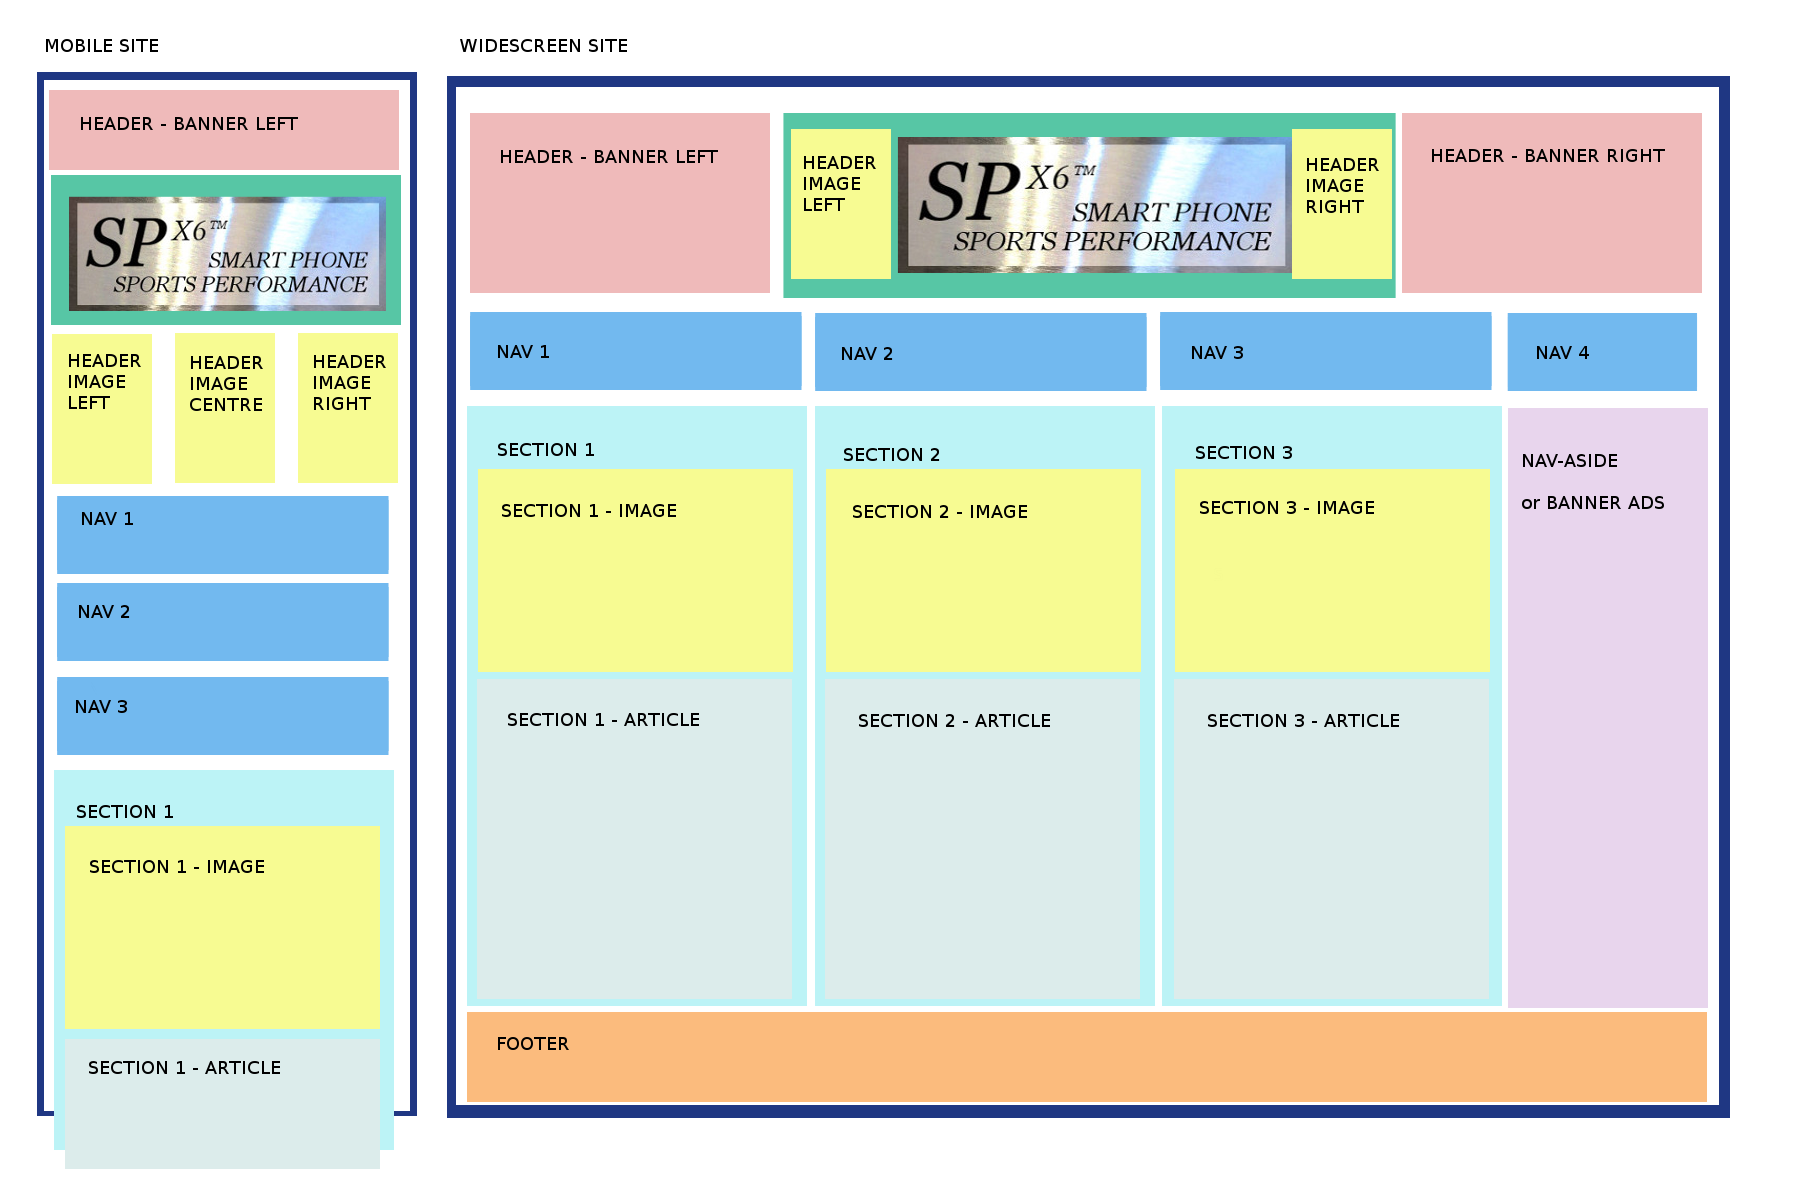 MOBILE SITE
HEADER - BANNER LEFT
SP X6™
SMART PHONE
SPORTS PERFORMANCE
HEADER
IMAGE
LEFT
HEADER
IMAGE
CENTRE
HEADER
IMAGE
RIGHT
NAV 1
NAV 2
NAV 3
SECTION 1
SECTION 1 - IMAGE
SECTION 1 - ARTICLE
WIDESCREEN SITE
HEADER - BANNER LEFT
HEADER
IMAGE
LEFT
SP X6™
SMART PHONE
SPORTS PERFORMANCE
HEADER
IMAGE
RIGHT
HEADER - BANNER RIGHT
NAV 1
NAV 2
NAV 3
NAV 4
SECTION 1
SECTION 1 - IMAGE
SECTION 1 - ARTICLE
SECTION 2
SECTION 2 - IMAGE
SECTION 2 - ARTICLE
SECTION 3
SECTION 3 - IMAGE
SECTION 3 - ARTICLE
NAV-ASIDE
or BANNER ADS
FOOTER